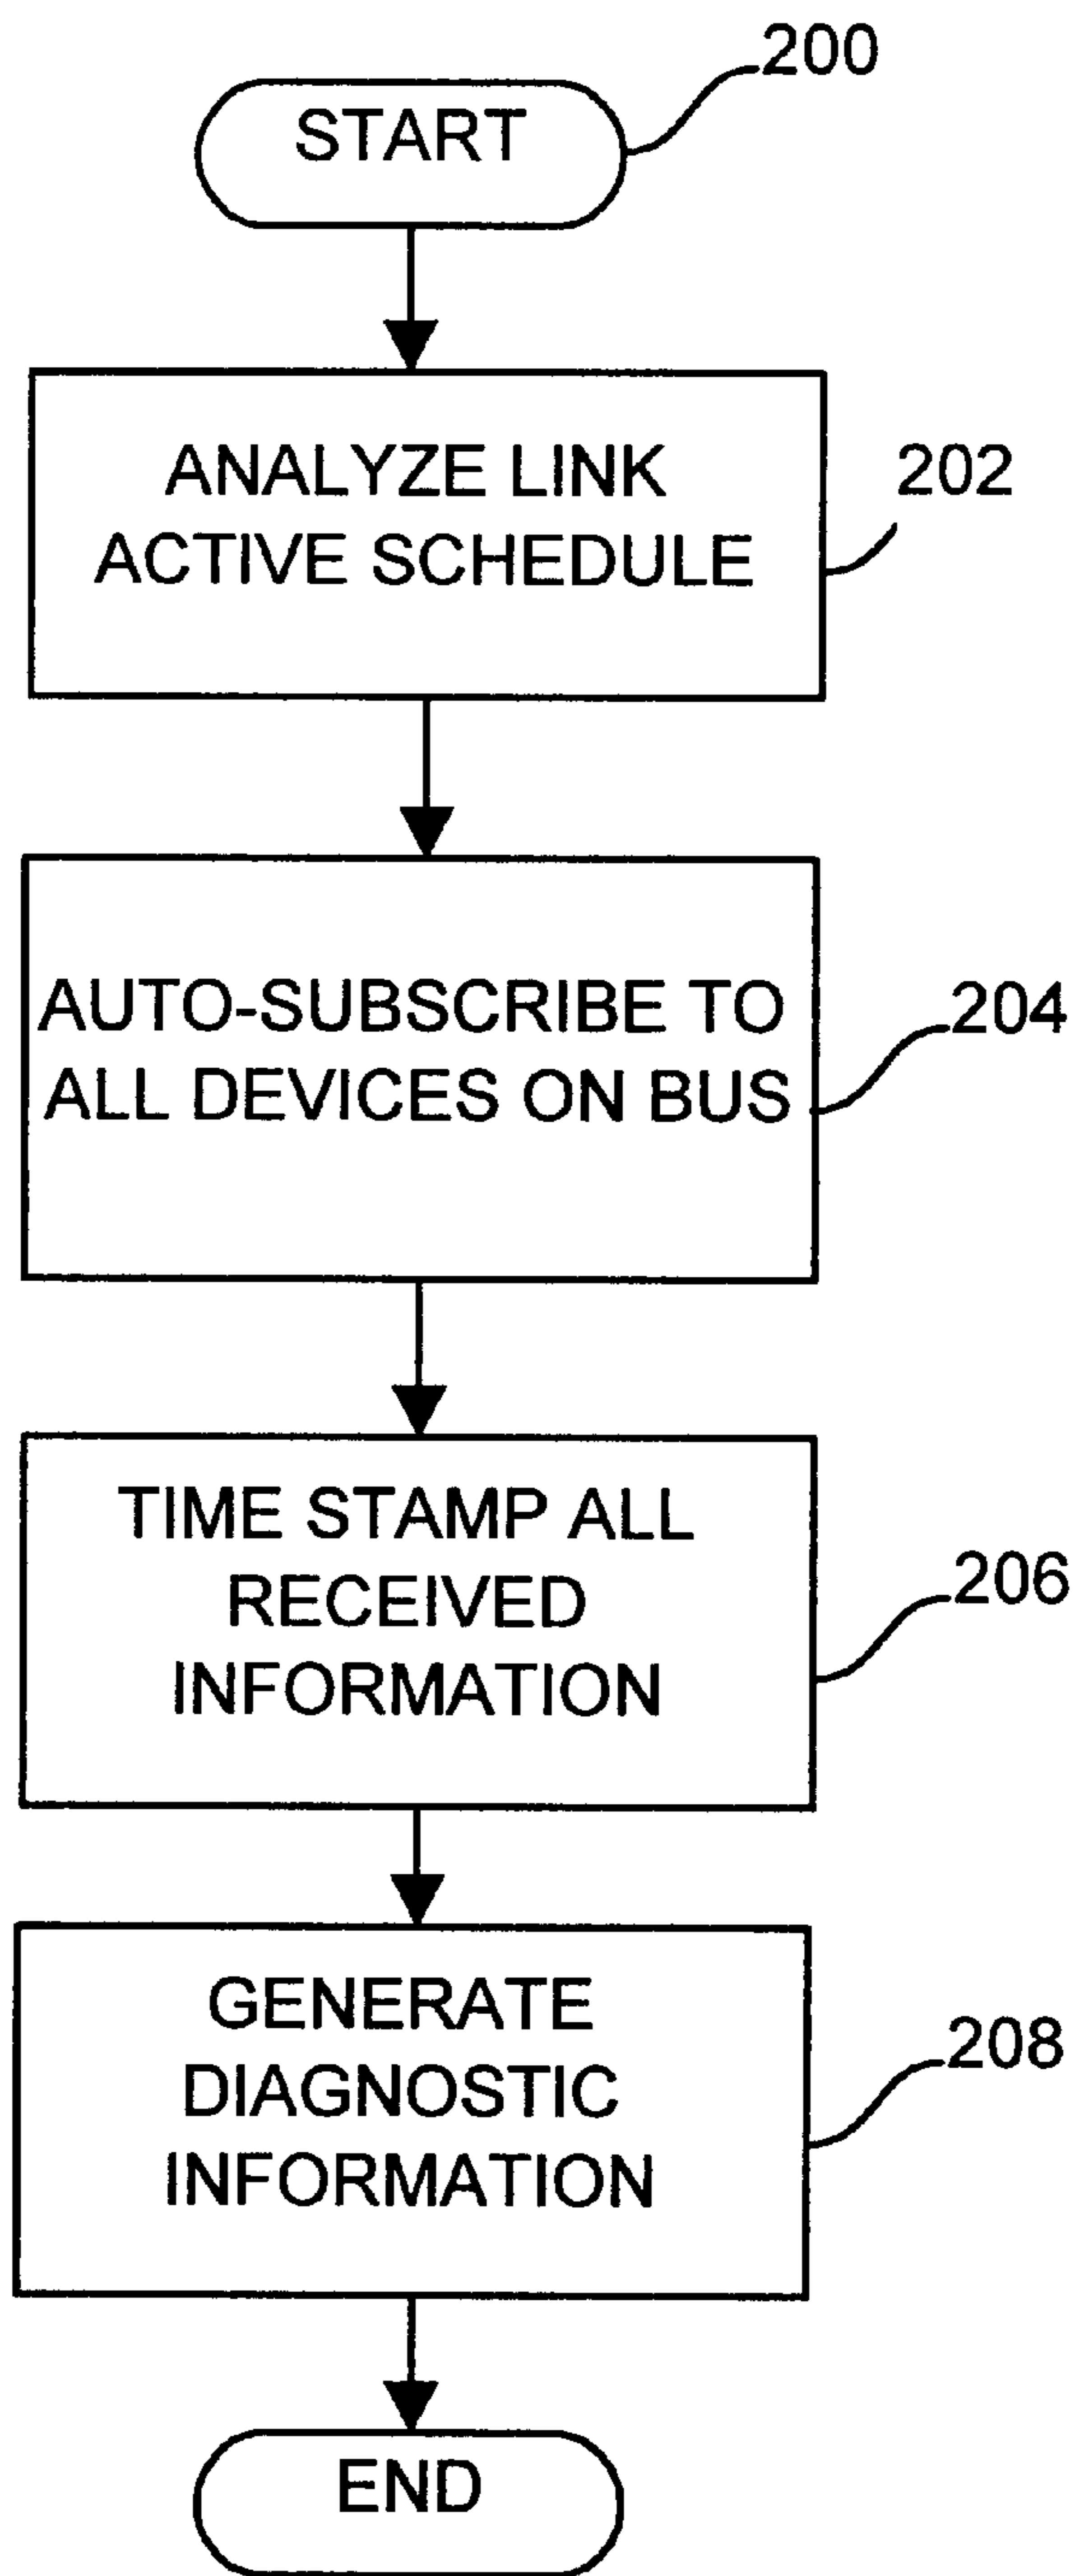 200
START
ANALYZE LINK
ACTIVE SCHEDULE
202
AUTO-SUBSCRIBE TO
ALL DEVICES ON BUS
204
TIME STAMP ALL
RECEIVED
INFORMATION
206
GENERATE
DIAGNOSTIC
INFORMATION
208
END